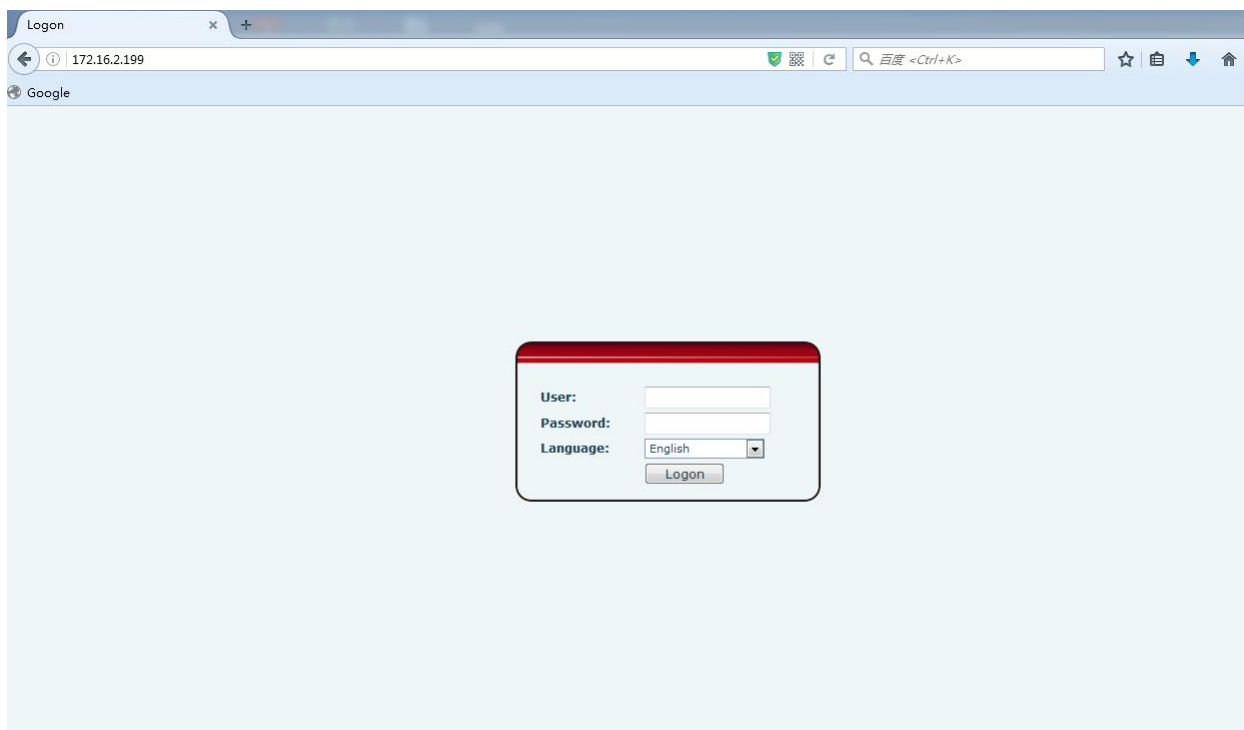 Logon
172.16.2.199
百度 <Ctrl+K>
Google
User:
Password:
Language: English
Logon